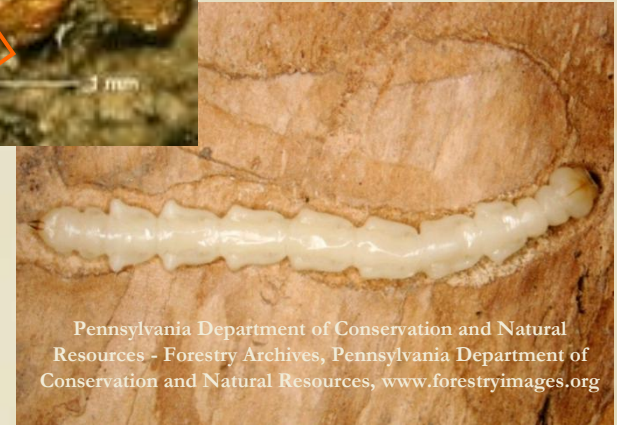 1 mm
Pennsylvania Department of Conservation and Natural
Resources - Forestry Archives, Pennsylvania Department of
Conservation and Natural Resources, www.forestryimages.org